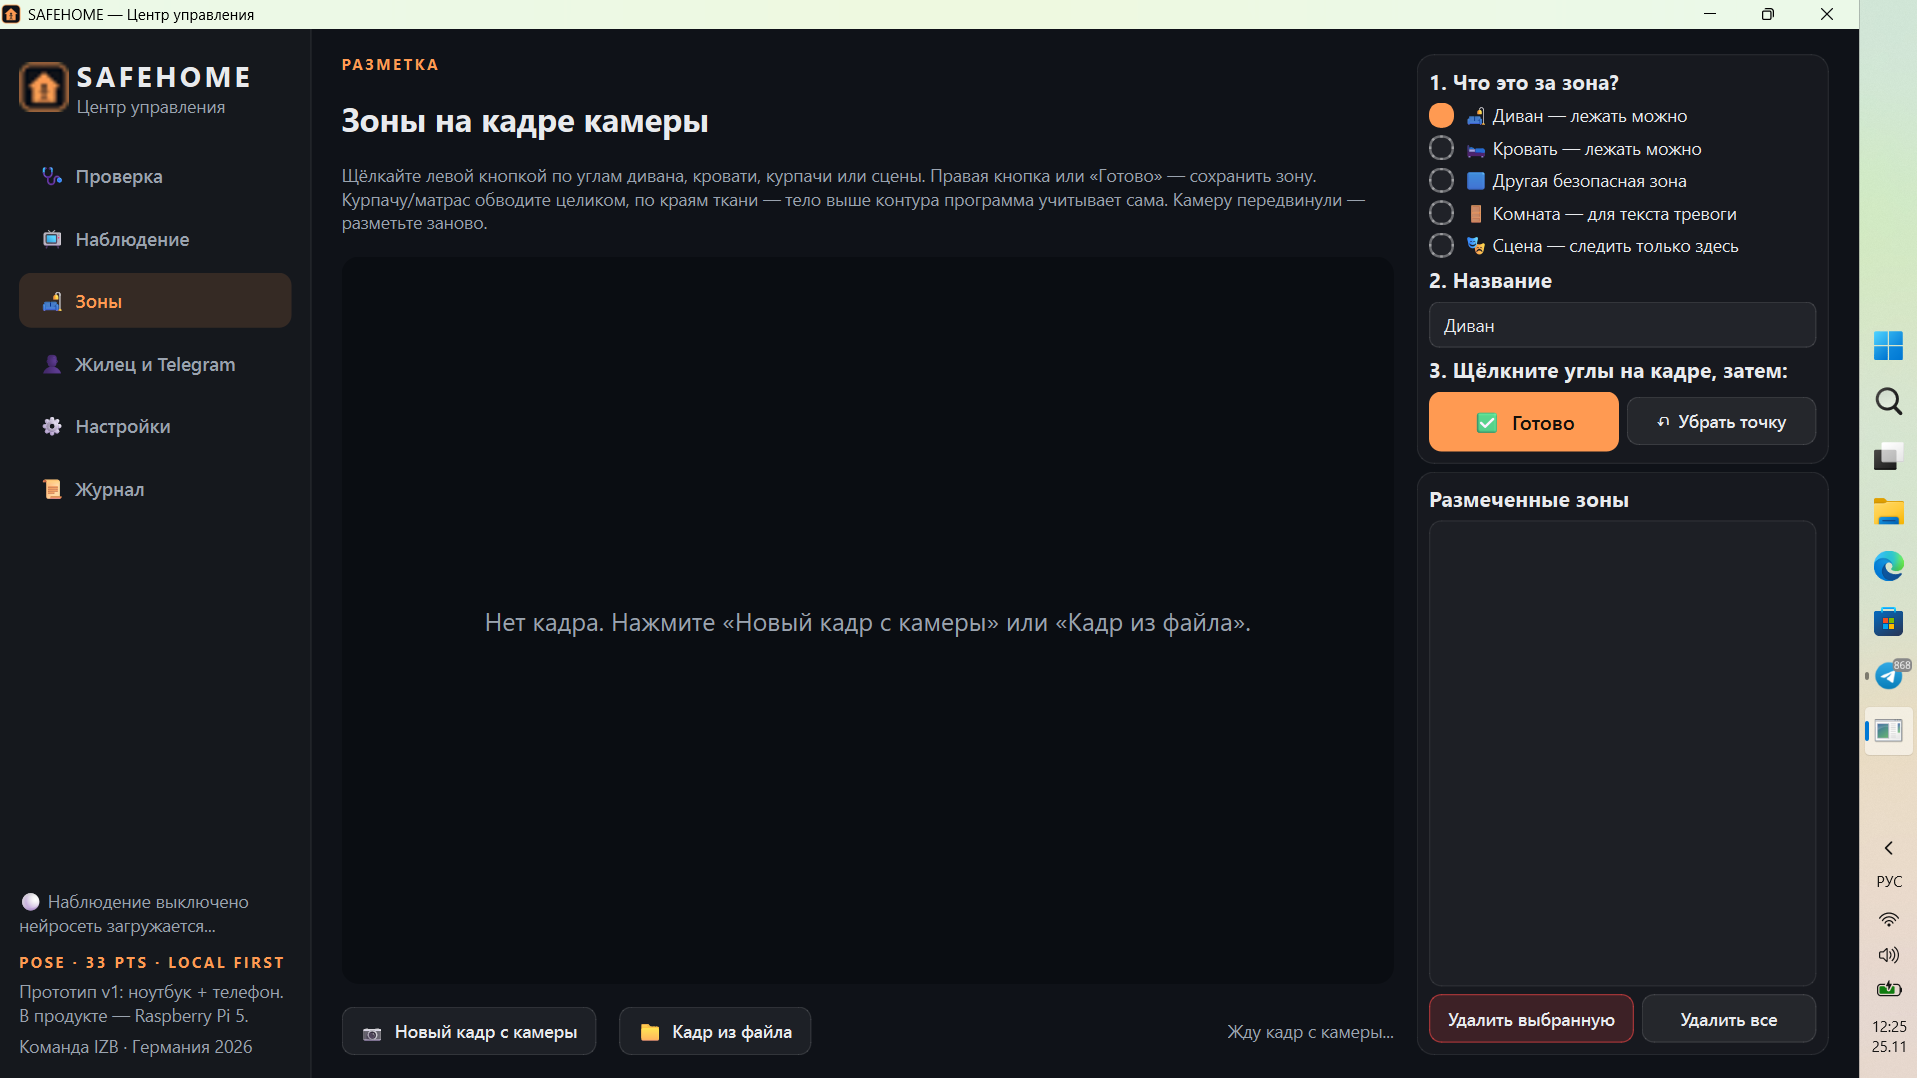 SAFEHOME — Центр управления
SAFEHOME
Центр управления
Проверка
Наблюдение
Зоны
Жилец и Telegram
Настройки
Журнал
Наблюдение выключено
нейросеть загружается...
POSE · 33 PTS · LOCAL FIRST
Прототип v1: ноутбук + телефон.
В продукте — Raspberry Pi 5.
Команда IZB · Германия 2026
РАЗМЕТКА
Зоны на кадре камеры
Щёлкайте левой кнопкой по углам дивана, кровати, курпачи или сцены. Правая кнопка или «Готово» — сохранить зону.
Курпачу/матрас обводите целиком, по краям ткани — тело выше контура программа учитывает сама. Камеру передвинули —
разметьте заново.
Нет кадра. Нажмите «Новый кадр с камеры» или «Кадр из файла».
Новый кадр с камеры
Кадр из файла
Жду кадр с камеры...
1. Что это за зона?
Диван — лежать можно
Кровать — лежать можно
Другая безопасная зона
Комната — для текста тревоги
Сцена — следить только здесь
2. Название
Диван
3. Щёлкните углы на кадре, затем:
Готово
Убрать точку
Размеченные зоны
Удалить выбранную
Удалить все
868
РУС
12:25
25.11